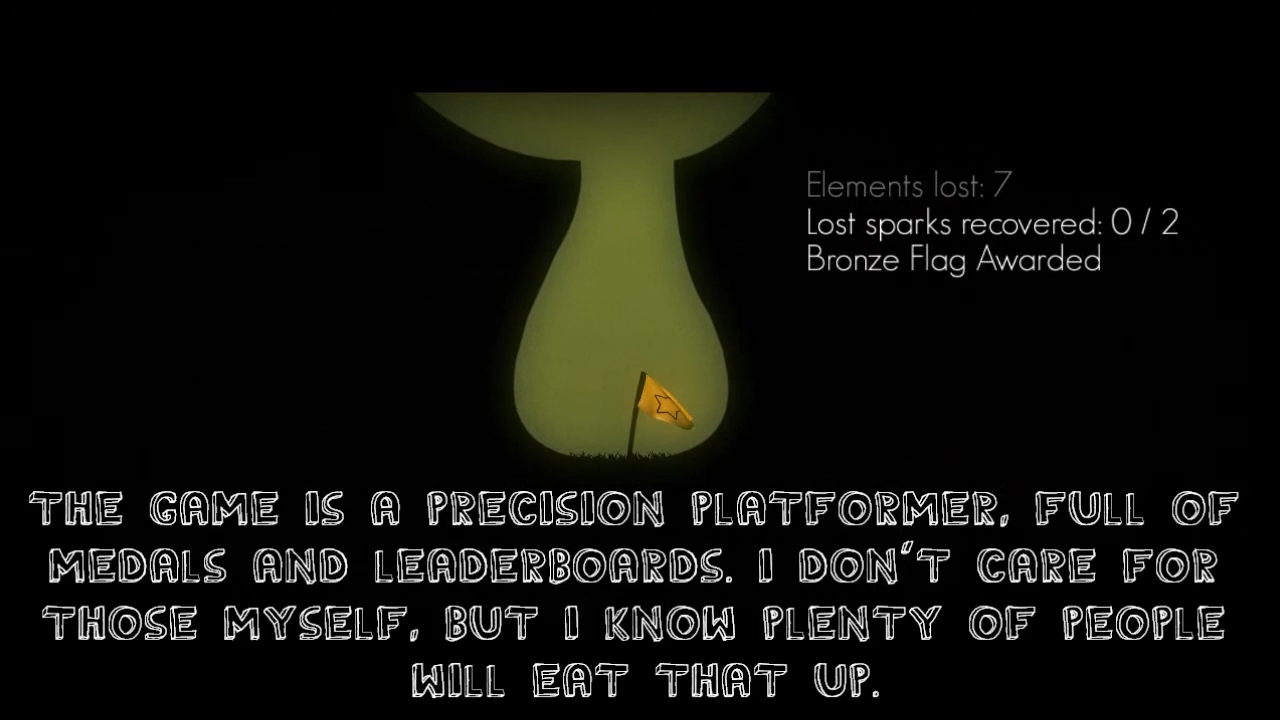 Elements lost: 7
Lost sparks recovered: 0 / 2
Bronze Flag Awarded
THE GAME IS A PRECISION PLATFORMER, FULL OF
MEDALS AND LEADERBOARDS. I DON'T CARE FOR
THOSE MYSELF, BUT I KNOW PLENTY OF PEOPLE
WILL EAT THAT UP.